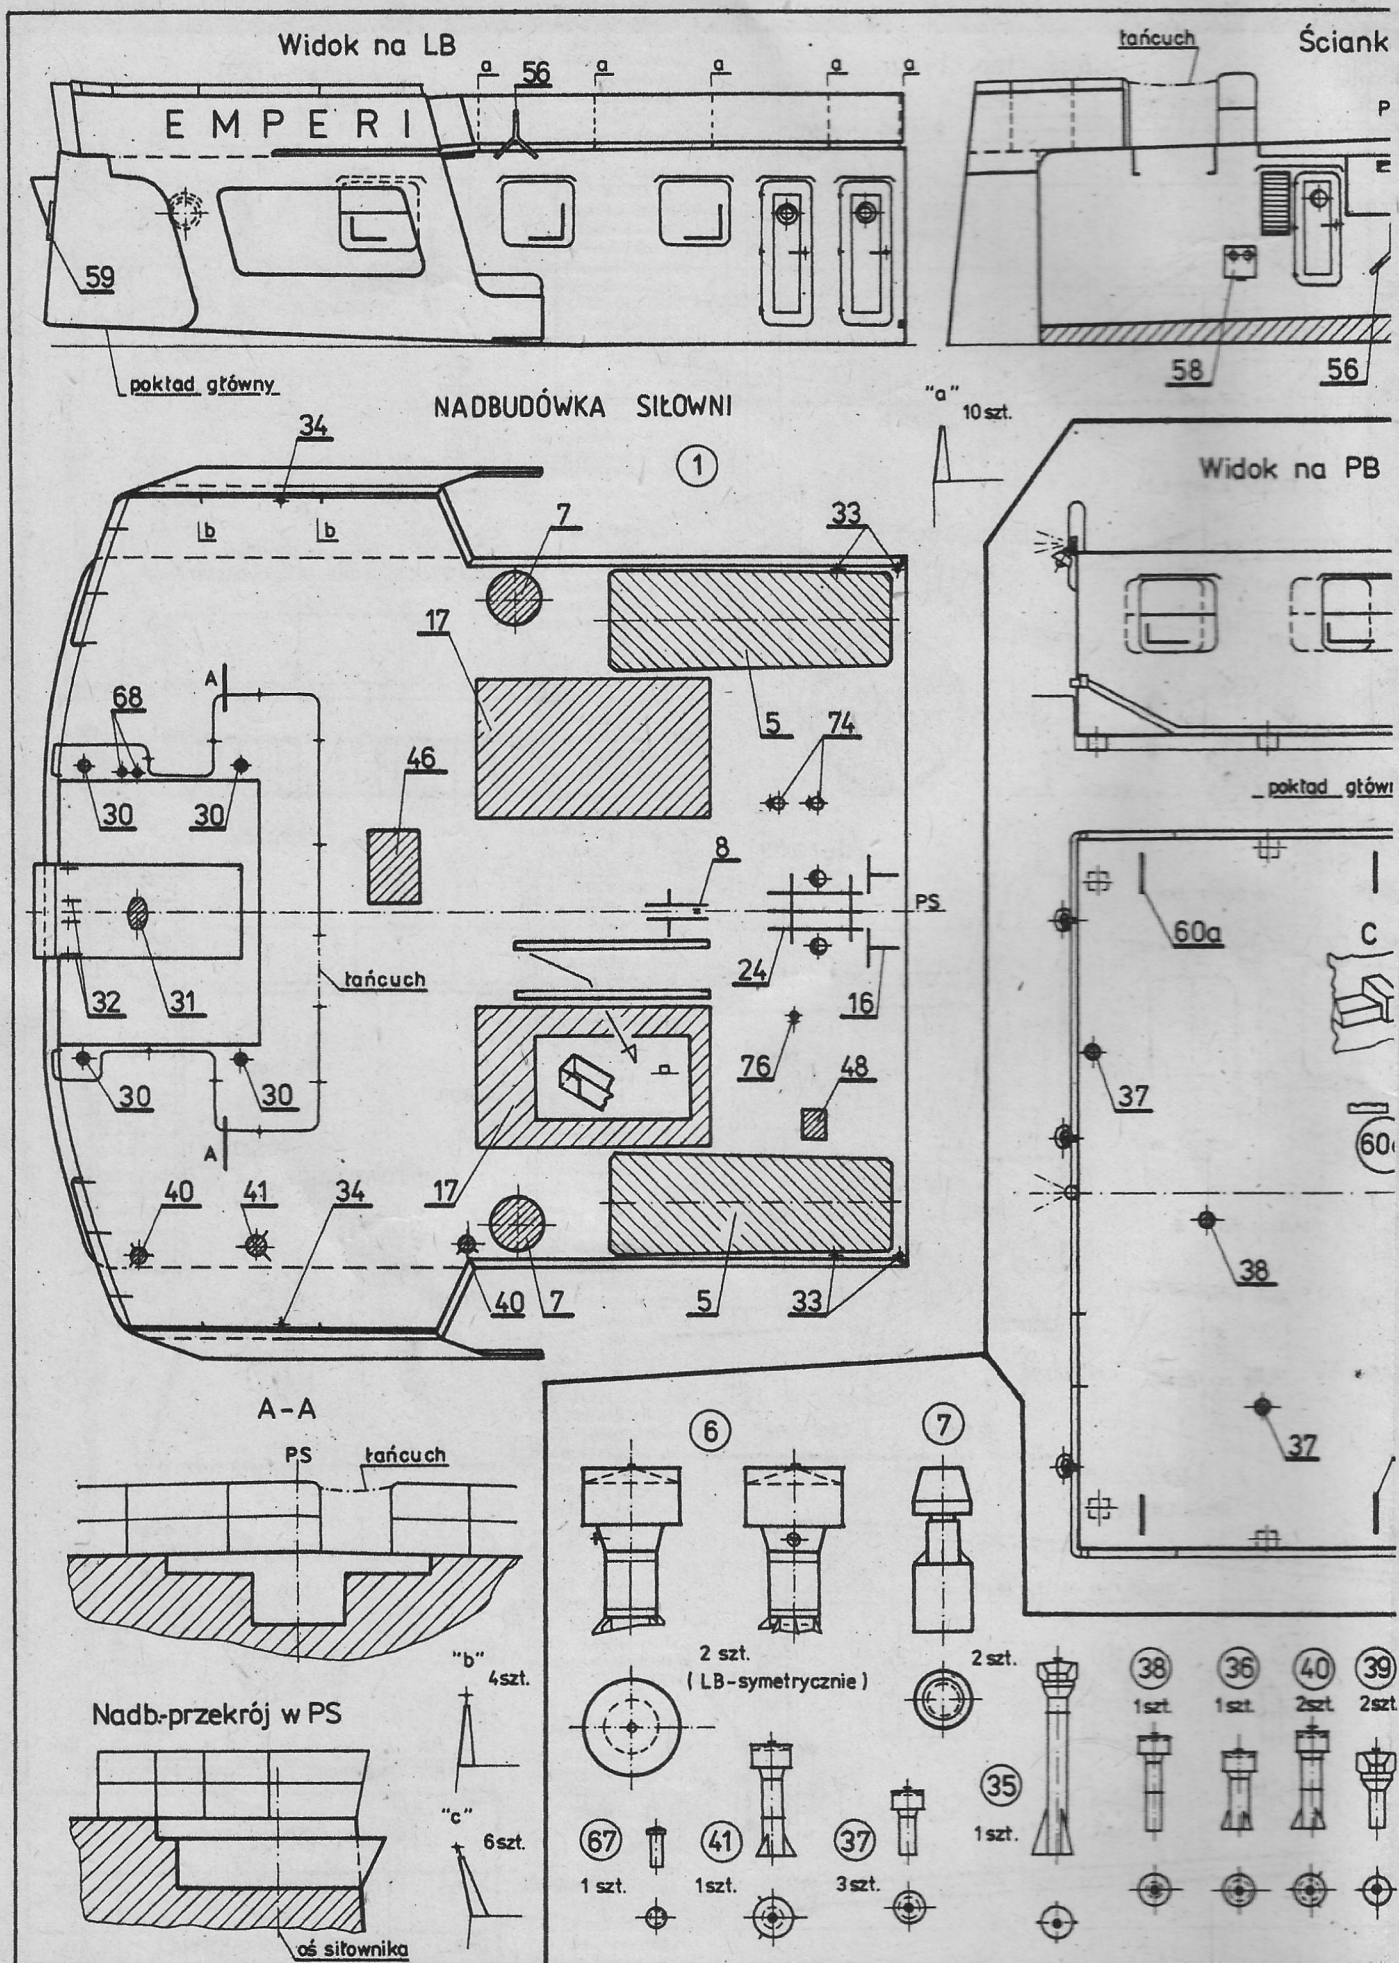 Widok na LB
łańcuch
Ściank
a
56
a
a
a
a
EMPERI
P
59
58
56
pokład główny
NADBUDÓWKA SIŁOWNI
"a"
10 szt.
34
1
Widok na PB
b
b
7
33
17
A
68
5
74
46
pokład główn
30
30
8
PS
60a
C
łańcuch
24
32
31
16
76
48
37
30
30
A
60
40
41
34
17
38
40
7
5
33
A-A
6
7
37
PS
łańcuch
2 szt.
(LB-symetrycznie)
2 szt.
"b"
4szt.
38
36
40
39
1szt.
1szt.
2szt.
2szt.
Nadb.-przekrój w PS
35
1szt.
"c"
6szt.
67
41
37
1 szt.
1szt.
3szt.
oś siłownika